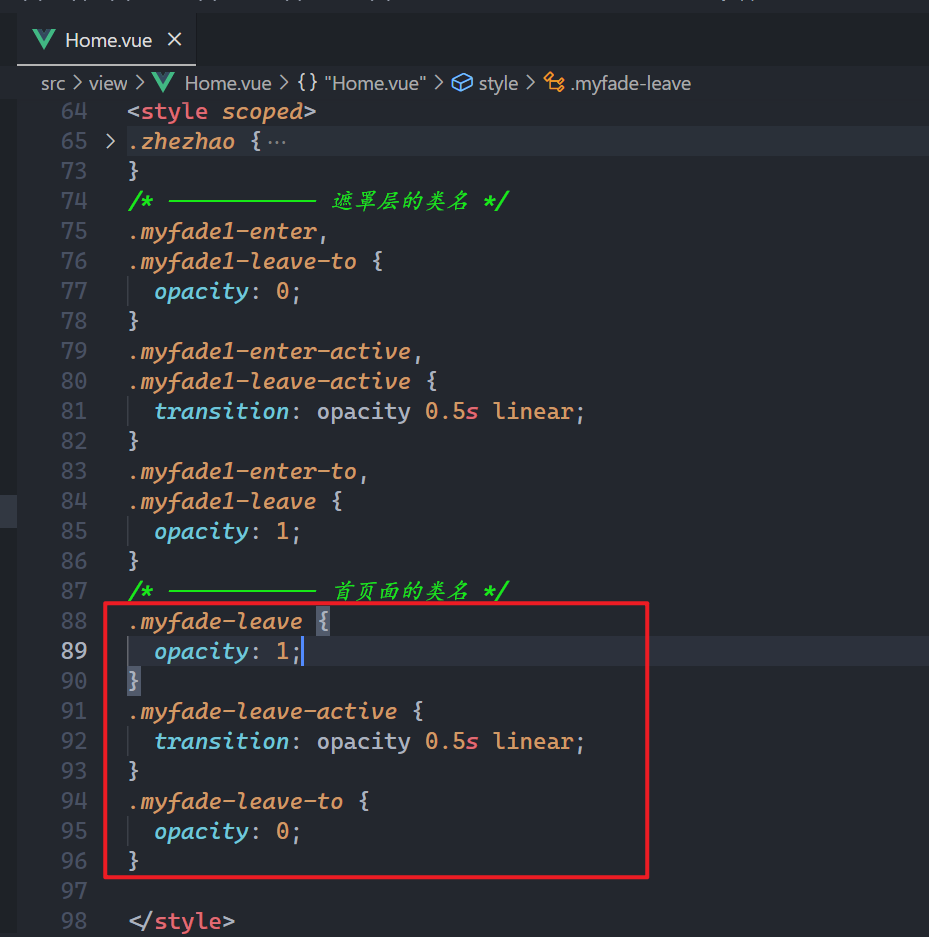 Home.vue
src > view > Home.vue > {} "Home.vue" > style > .myfade-leave
64 <style scoped>
65 .zhezhao { ···
73 }
74 /* ——————————— 遮罩层的类名 */
75 .myfade1-enter,
76 .myfade1-leave-to {
77 opacity: 0;
78 }
79 .myfade1-enter-active,
80 .myfade1-leave-active {
81 transition: opacity 0.5s linear;
82 }
83 .myfade1-enter-to,
84 .myfade1-leave {
85 opacity: 1;
86 }
87 /* ——————————— 首页面的类名 */
88 .myfade-leave {
89 opacity: 1;
90 }
91 .myfade-leave-active {
92 transition: opacity 0.5s linear;
93 }
94 .myfade-leave-to {
95 opacity: 0;
96 }
97
98 </style>